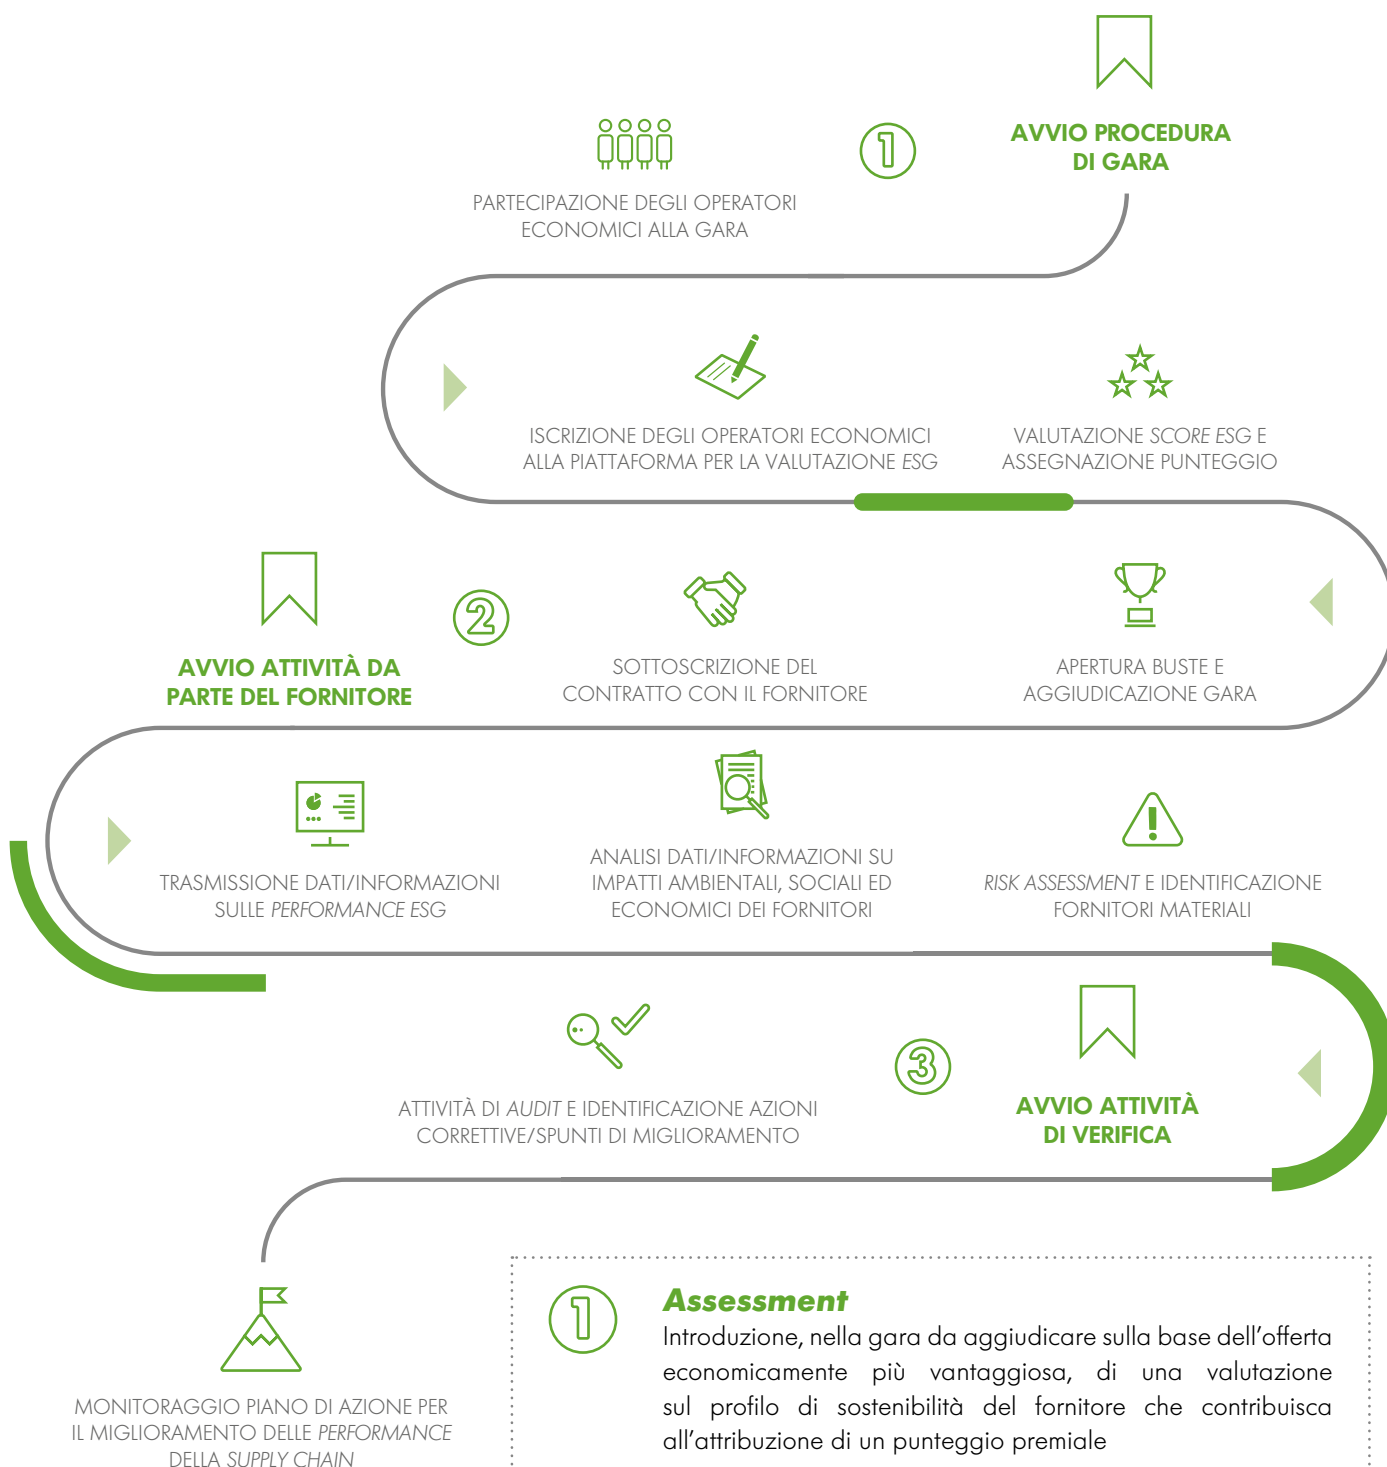 AVVIO PROCEDURA
DI GARA
1
PARTECIPAZIONE DEGLI OPERATORI
ECONOMICI ALLA GARA
ISCRIZIONE DEGLI OPERATORI ECONOMICI
ALLA PIATTAFORMA PER LA VALUTAZIONE ESG
VALUTAZIONE SCORE ESG E
ASSEGNAZIONE PUNTEGGIO
APERTURA BUSTE E
AGGIUDICAZIONE GARA
SOTTOSCRIZIONE DEL
CONTRATTO CON IL FORNITORE
2
AVVIO ATTIVITÀ DA
PARTE DEL FORNITORE
TRASMISSIONE DATI/INFORMAZIONI
SULLE PERFORMANCE ESG
ANALISI DATI/INFORMAZIONI SU
IMPATTI AMBIENTALI, SOCIALI ED
ECONOMICI DEI FORNITORI
RISK ASSESSMENT E IDENTIFICAZIONE
FORNITORI MATERIALI
AVVIO ATTIVITÀ
DI VERIFICA
3
ATTIVITÀ DI AUDIT E IDENTIFICAZIONE AZIONI
CORRETTIVE/SPUNTI DI MIGLIORAMENTO
MONITORAGGIO PIANO DI AZIONE PER
IL MIGLIORAMENTO DELLE PERFORMANCE
DELLA SUPPLY CHAIN
1
Assessment
Introduzione, nella gara da aggiudicare sulla base dell'offerta
economicamente più vantaggiosa, di una valutazione
sul profilo di sostenibilità del fornitore che contribuisca
all'attribuzione di un punteggio premiale